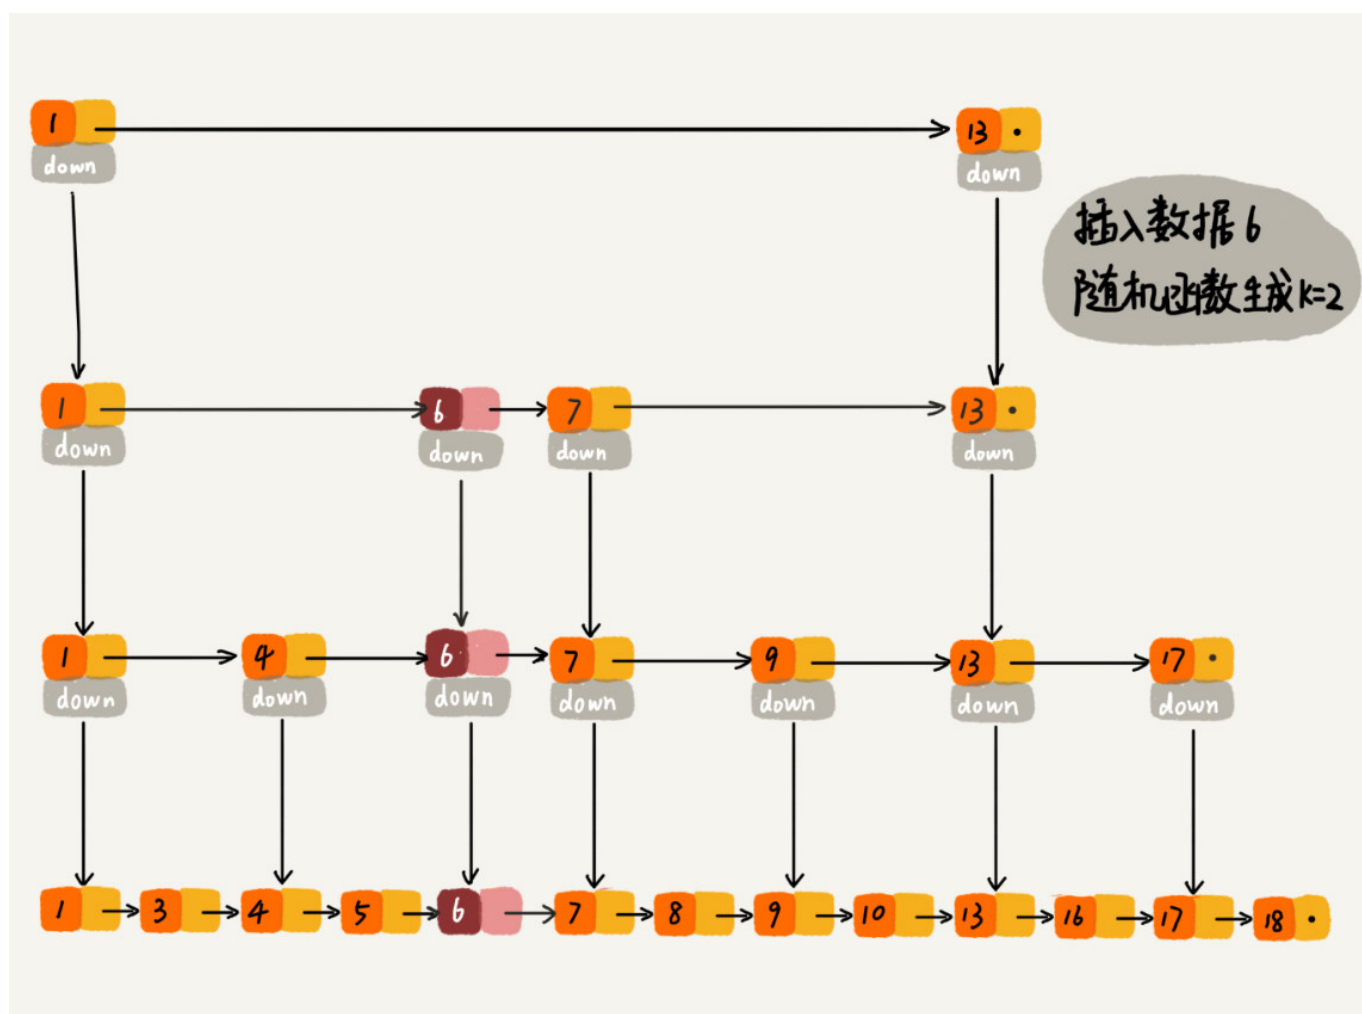 1 13
down down
插入数据6
随机函数生成K=2
1 6 7 13
down down down down
1 4 6 7 9 13 17
down down down down down down down
1 3 4 5 6 7 8 9 10 13 16 17 18